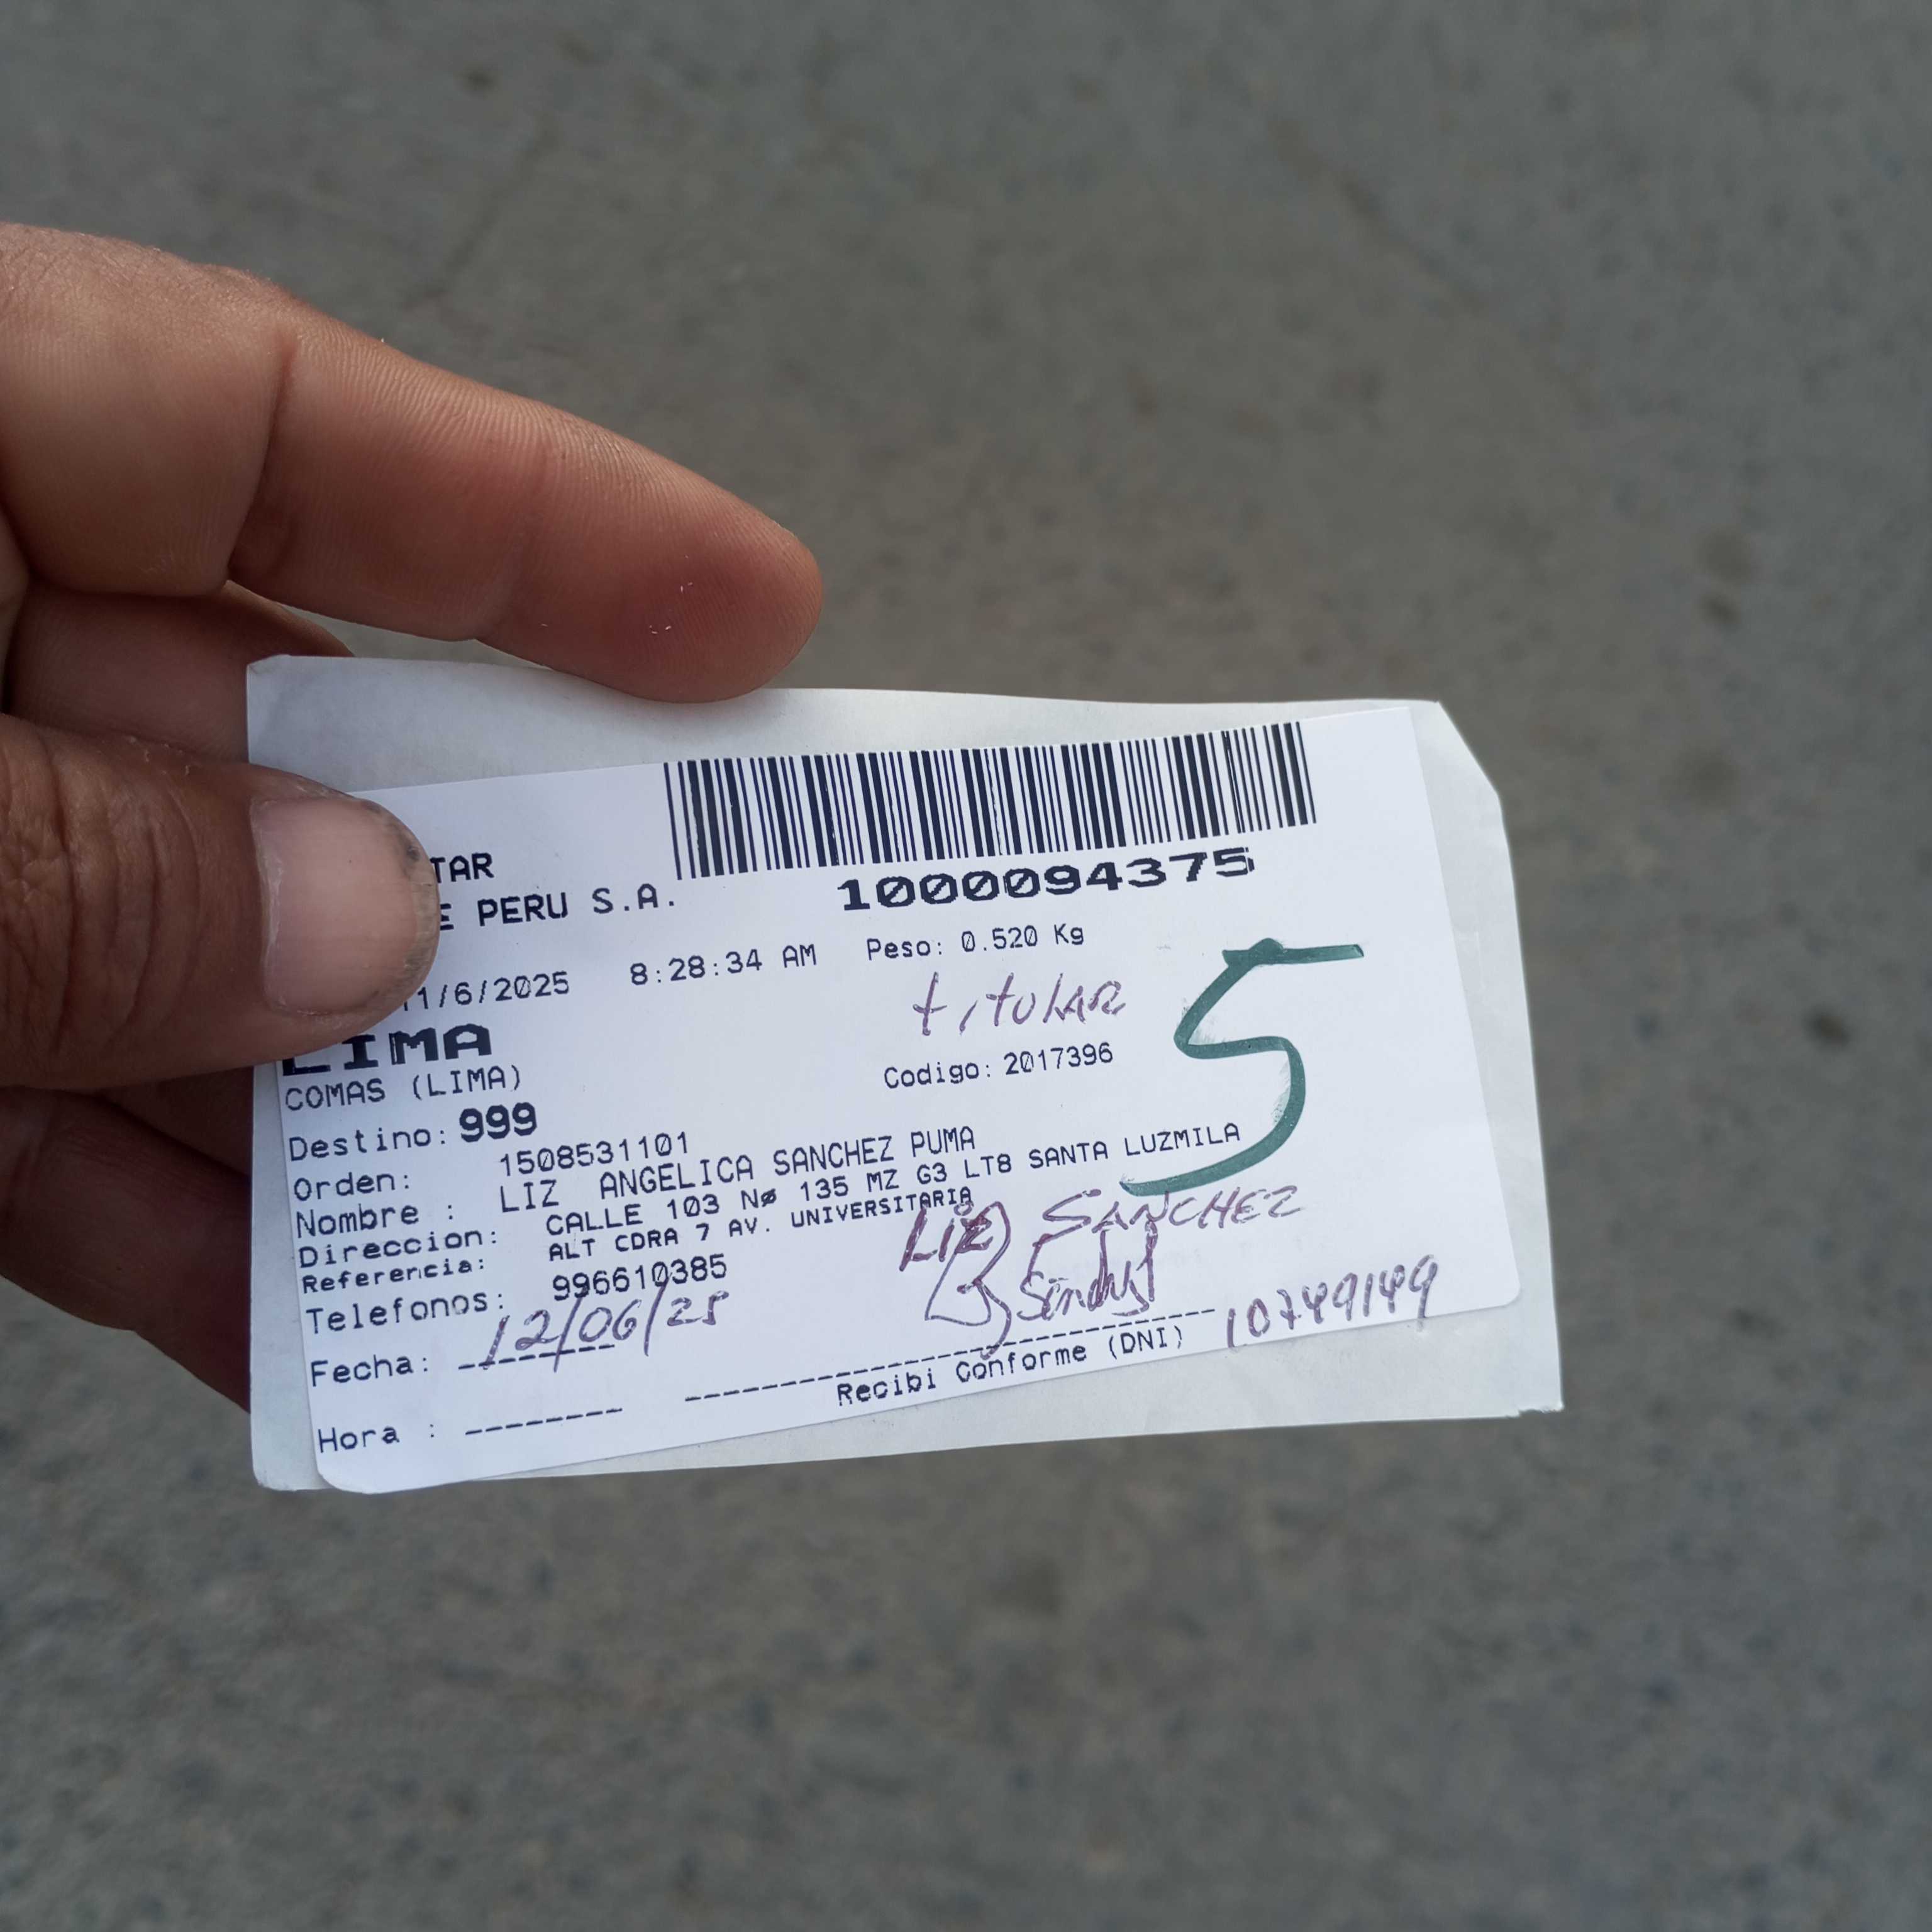 TAR
E PERU S.A.
1000094375
11/6/2025 8:28:34 AM Peso: 0.520 Kg
titular
LIMA
COMAS (LIMA)
Codigo: 2017396
5
Destino: 999
Orden: 1508531101
Nombre : LIZ ANGELICA SANCHEZ PUMA
Direccion: CALLE 103 Nø 135 MZ G3 LT8 SANTA LUZMILA
Referencia: ALT CDRA 7 AV. UNIVERSITARIA
Telefonos: 996610385
LIZ SANCHEZ
Fecha: 12/06/25
10749149
Recibi Conforme (DNI)
Hora :